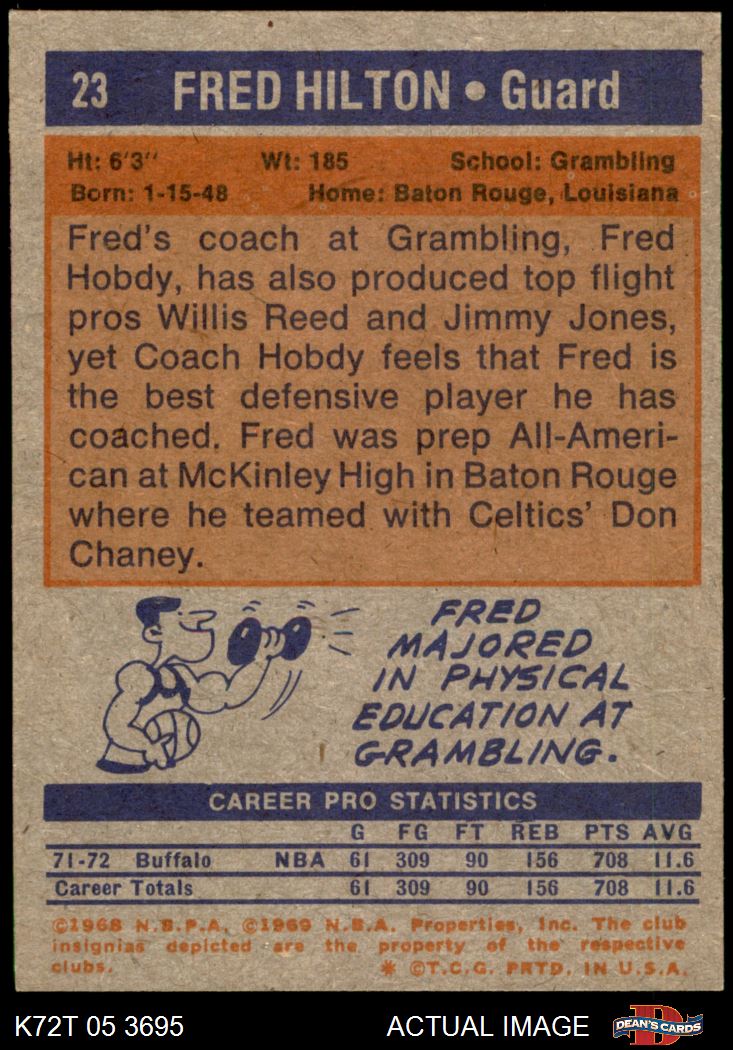 23 FRED HILTON • Guard
Ht: 6'3" Wt: 185 School: Grambling
Born: 1-15-48 Home: Baton Rouge, Louisiana
Fred's coach at Grambling, Fred
Hobdy, has also produced top flight
pros Willis Reed and Jimmy Jones,
yet Coach Hobdy feels that Fred is
the best defensive player he has
coached. Fred was prep All-Ameri-
can at McKinley High in Baton Rouge
where he teamed with Celtics' Don
Chaney.
FRED
MAJORED
IN PHYSICAL
EDUCATION AT
GRAMBLING.
CAREER PRO STATISTICS
G FG FT REB PTS AVG
71-72 Buffalo NBA 61 309 90 156 708 11.6
Career Totals 61 309 90 156 708 11.6
©1968 N.B.P.A. ©1969 N.B.A. Properties, Inc. The club
insignias depicted are the property of the respective
clubs. * ©T.C.G. PRTD. IN U.S.A.
K72T 05 3695 ACTUAL IMAGE D DEAN'S CARDS